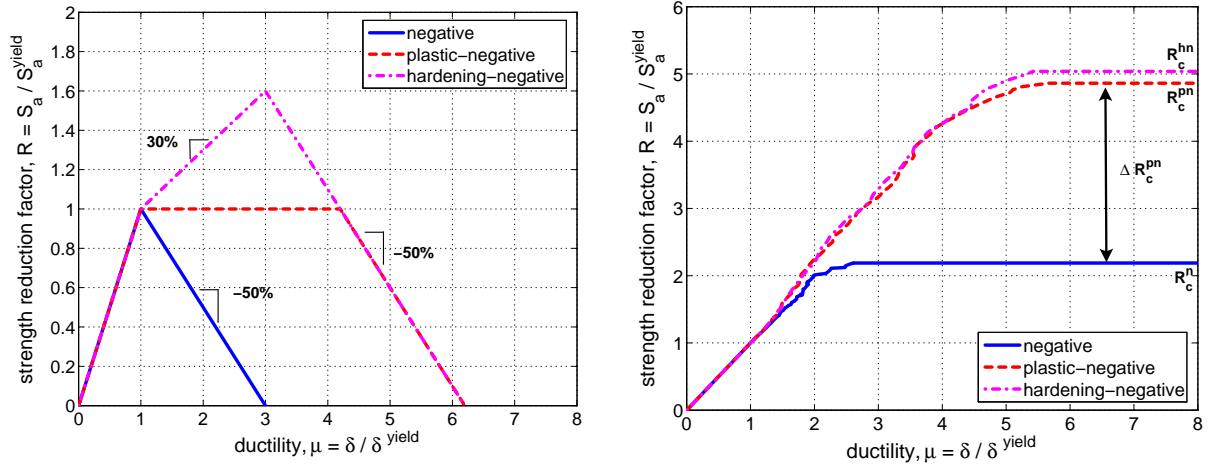 strength reduction factor, R = S_a / S_a^yield
2
1.8
1.6
1.4
1.2
1
0.8
0.6
0.4
0.2
0
negative
plastic−negative
hardening−negative
30%
−50%
−50%
0 1 2 3 4 5 6 7 8
ductility, μ = δ / δ^yield
strength reduction factor, R = S_a / S_a^yield
6
5
4
3
2
1
0
R_c^hn
R_c^pn
Δ R_c^pn
R_c^n
negative
plastic−negative
hardening−negative
0 1 2 3 4 5 6 7 8
ductility, μ = δ / δ^yield